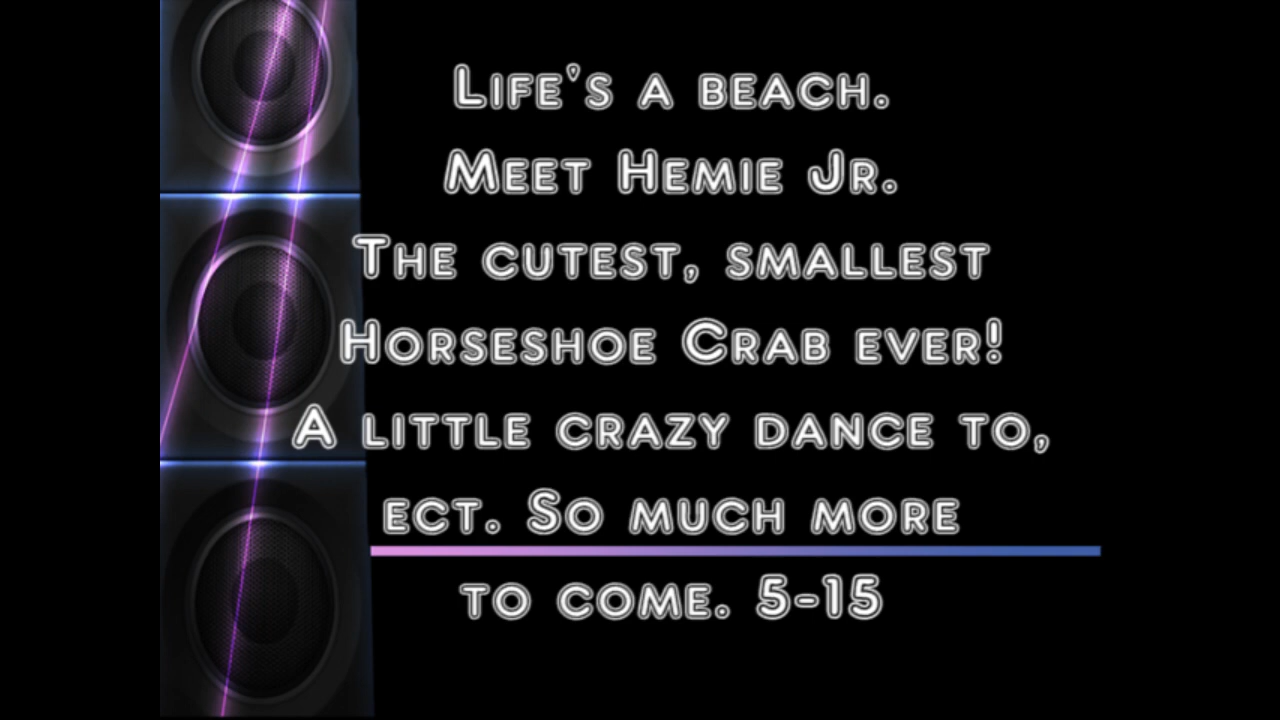 Life's a beach.
Meet Hemie Jr.
The cutest, smallest
Horseshoe Crab ever!
A little crazy dance to,
ect. So much more
to come. 5-15